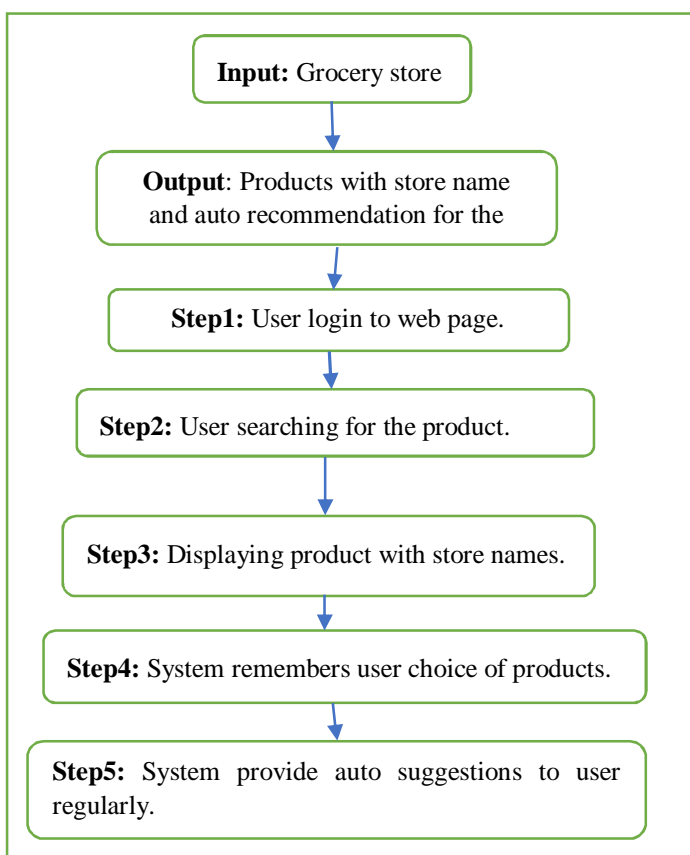 Input: Grocery store
Output: Products with store name
and auto recommendation for the
Step1: User login to web page.
Step2: User searching for the product.
Step3: Displaying product with store names.
Step4: System remembers user choice of products.
Step5: System provide auto suggestions to user
regularly.